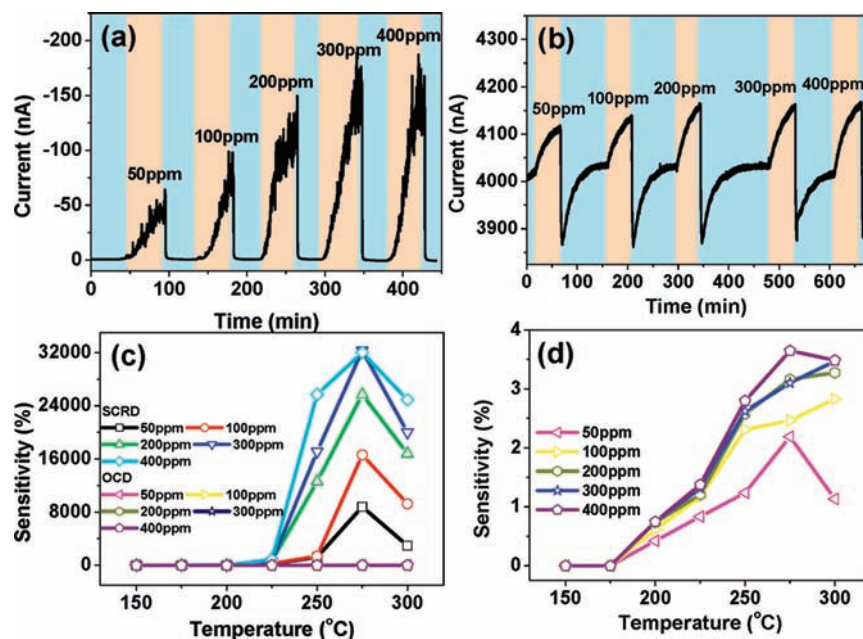 (a)
-200
-150
-100
-50
0
Current (nA)
50ppm
100ppm
200ppm
300ppm
400ppm
0 100 200 300 400
Time (min)
(b)
4300
4200
4100
4000
3900
Current (nA)
50ppm
100ppm
200ppm
300ppm
400ppm
0 100 200 300 400 500 600
Time (min)
(c)
32000
24000
16000
8000
0
Sensitivity (%)
SCRD
50ppm 100ppm
200ppm 300ppm
400ppm
OCD
50ppm 100ppm
200ppm 300ppm
400ppm
150 200 250 300
Temperature (°C)
(d)
4
3
2
1
0
Sensitivity (%)
50ppm
100ppm
200ppm
300ppm
400ppm
150 200 250 300
Temperature (°C)